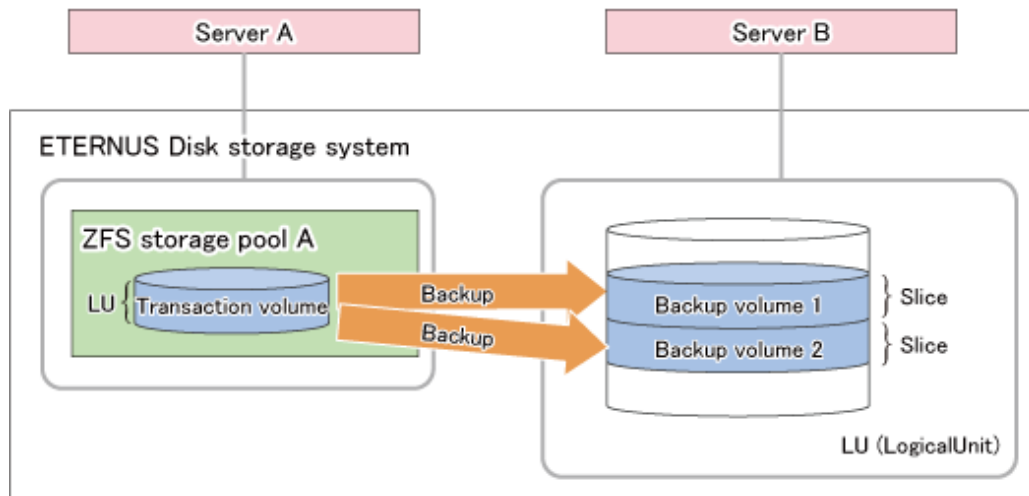 Server A
Server B
ETERNUS Disk storage system
ZFS storage pool A
LU { Transaction volume
Backup
Backup
Backup volume 1 } Slice
Backup volume 2 } Slice
LU (LogicalUnit)